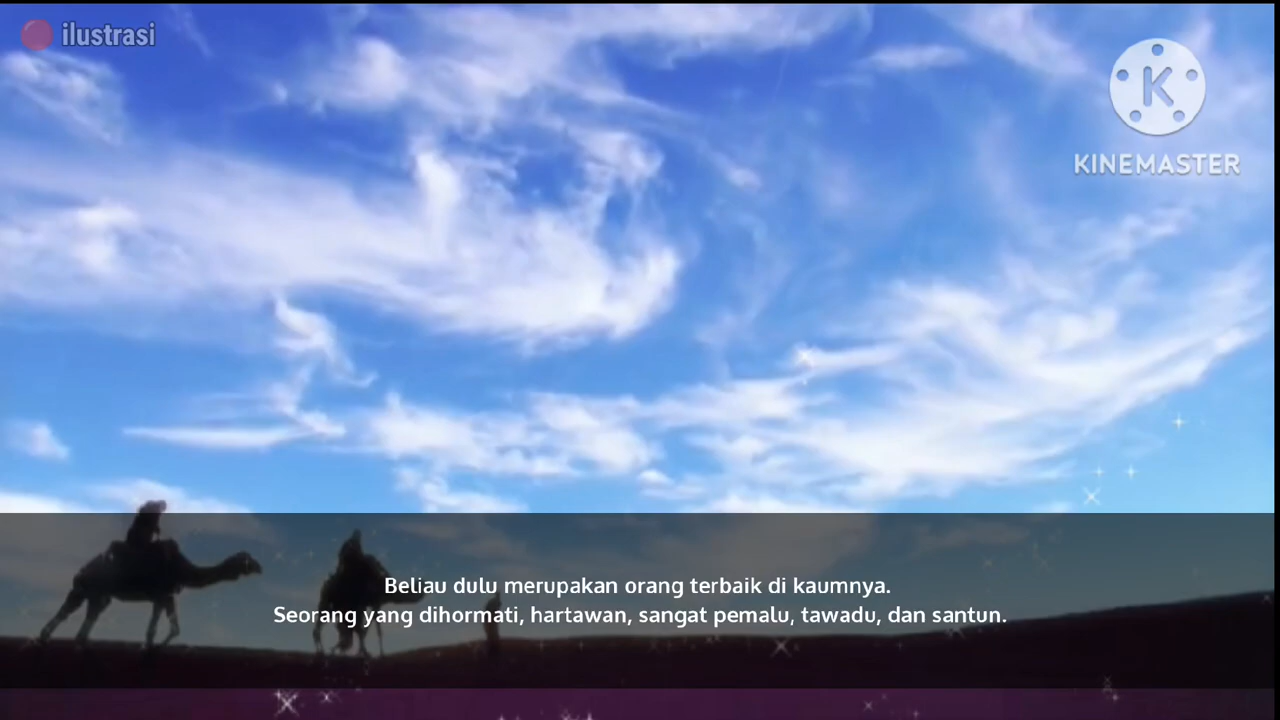 ilustrasi
K
KINEMASTER
Beliau dulu merupakan orang terbaik di kaumnya.
Seorang yang dihormati, hartawan, sangat pemalu, tawadu, dan santun.